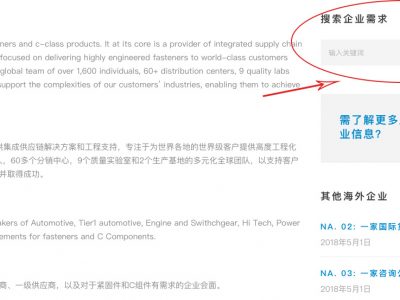 ners and c-class products. It at its core is a provider of integrated supply chain
focused on delivering highly engineered fasteners to world-class customers
global team of over 1,600 individuals, 60+ distribution centers, 9 quality labs
support the complexities of our customers' industries, enabling them to achieve
供集成供应链解决方案和工程支持,专注于为世界各地的世界级客户提供高度工程化
人,60多个分销中心,9个质量实验室和2个生产基地的多元化全球团队,以支持客户
并取得成功。
akers of Automotive, Tier1 automotive, Engine and Swithchgear, Hi Tech, Power
rements for fasteners and C Components.
商、一级供应商,以及对于紧固件和C组件有需求的企业会面。
搜索企业需求
输入关键词
需了解更多
业信息?
其他海外企业
NA. 02: 一家国际
2018年5月1日
NA. 03: 一家咨询
2018年5月1日